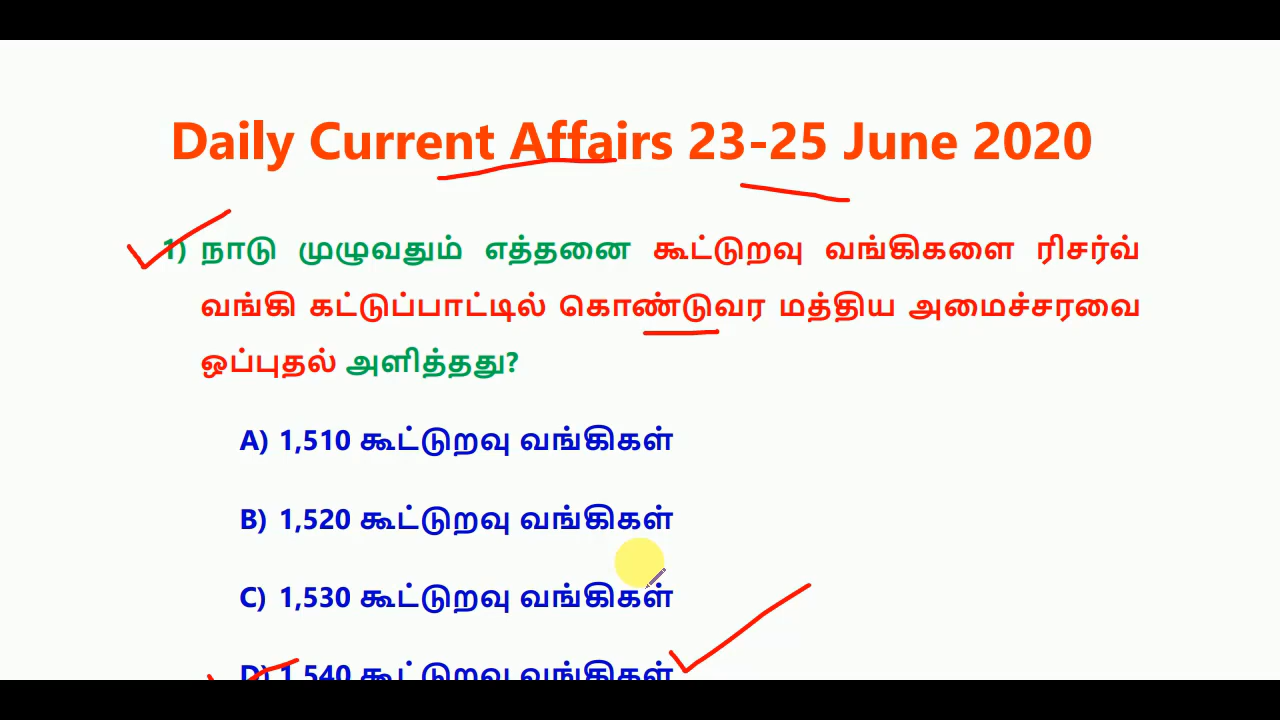 Daily Current Affairs 23-25 June 2020
1) நாடு முழுவதும் எத்தனை கூட்டுறவு வங்கிகளை ரிசர்வ்
வங்கி கட்டுப்பாட்டில் கொண்டுவர மத்திய அமைச்சரவை
ஒப்புதல் அளித்தது?
A) 1,510 கூட்டுறவு வங்கிகள்
B) 1,520 கூட்டுறவு வங்கிகள்
C) 1,530 கூட்டுறவு வங்கிகள்
D) 1,540 கூட்டுறவு வங்கிகள்